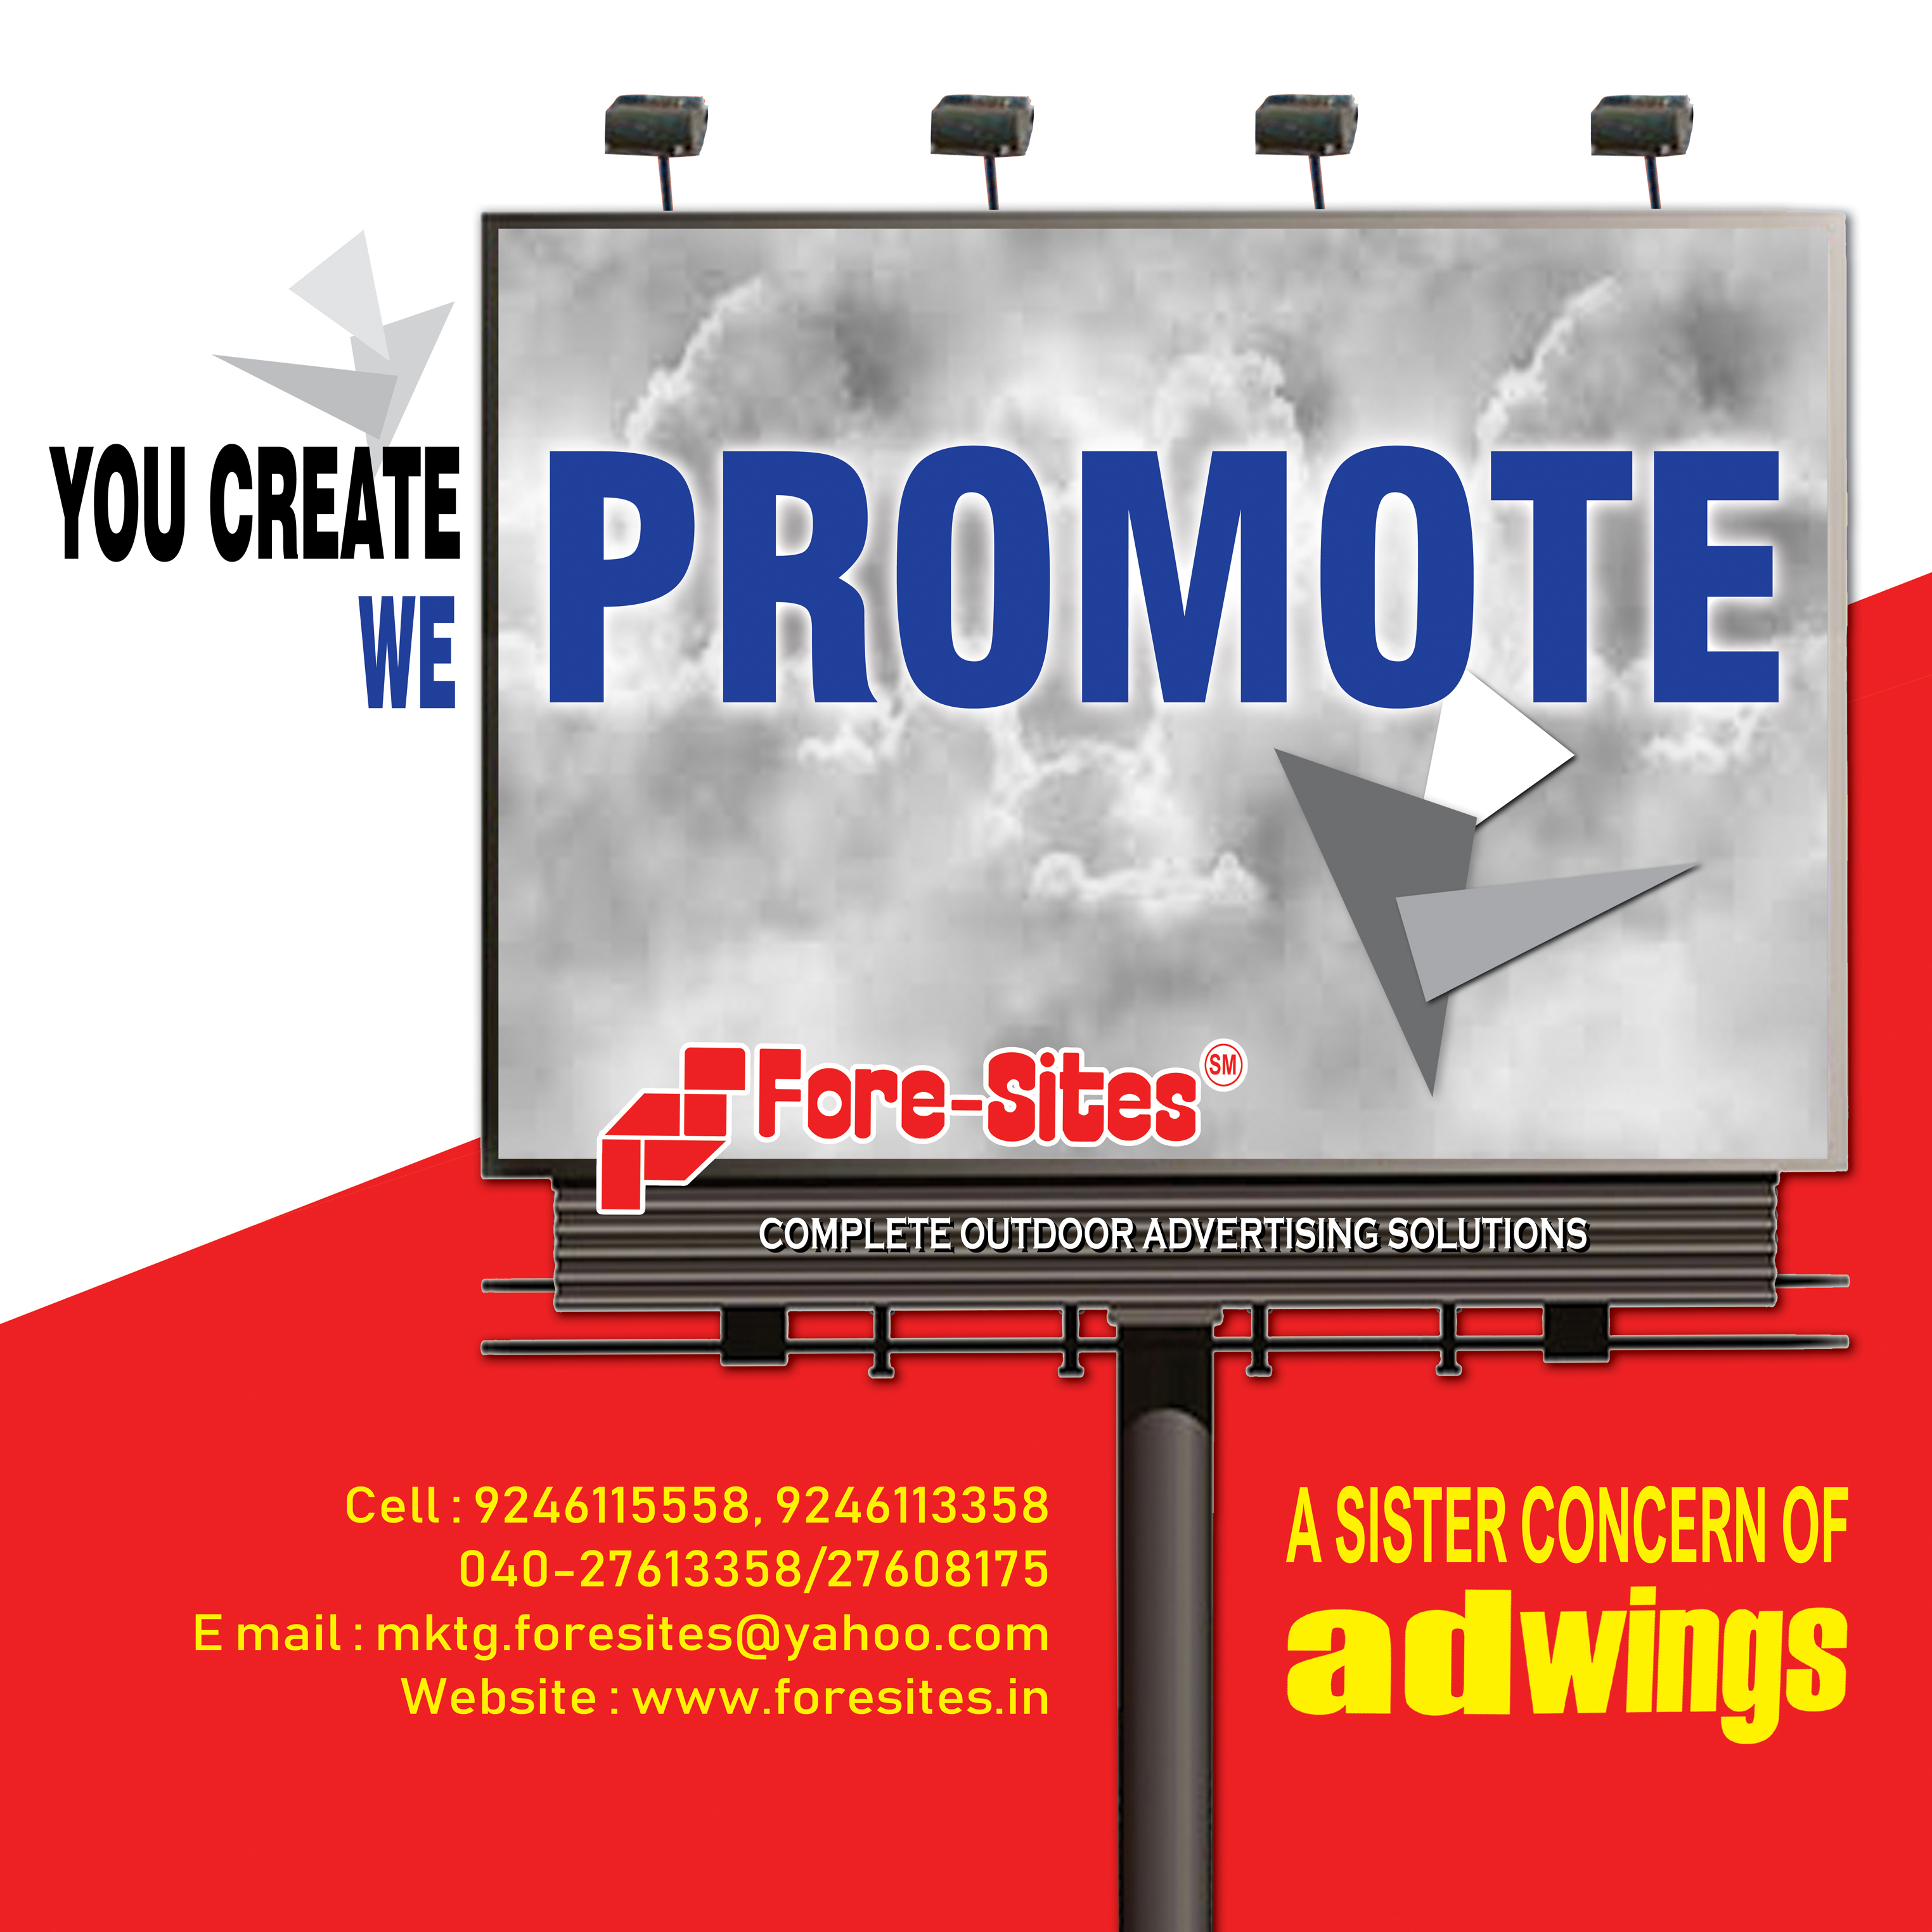 YOU CREATE
WE PROMOTE
Fore-Sites SM
COMPLETE OUTDOOR ADVERTISING SOLUTIONS
Cell : 9246115558, 9246113358
040-27613358/27608175
E mail : mktg.foresites@yahoo.com
Website : www.foresites.in
A SISTER CONCERN OF
adwings